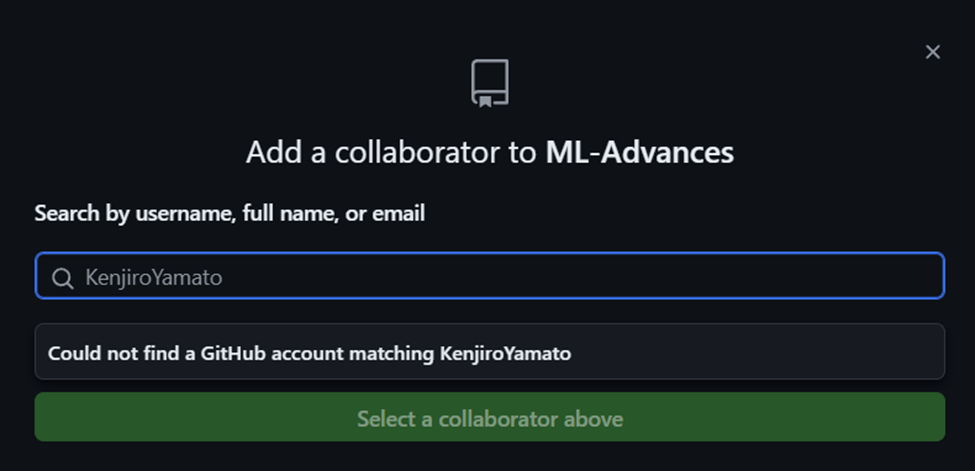 Add a collaborator to ML-Advances
Search by username, full name, or email
KenjiroYamato
Could not find a GitHub account matching KenjiroYamato
Select a collaborator above